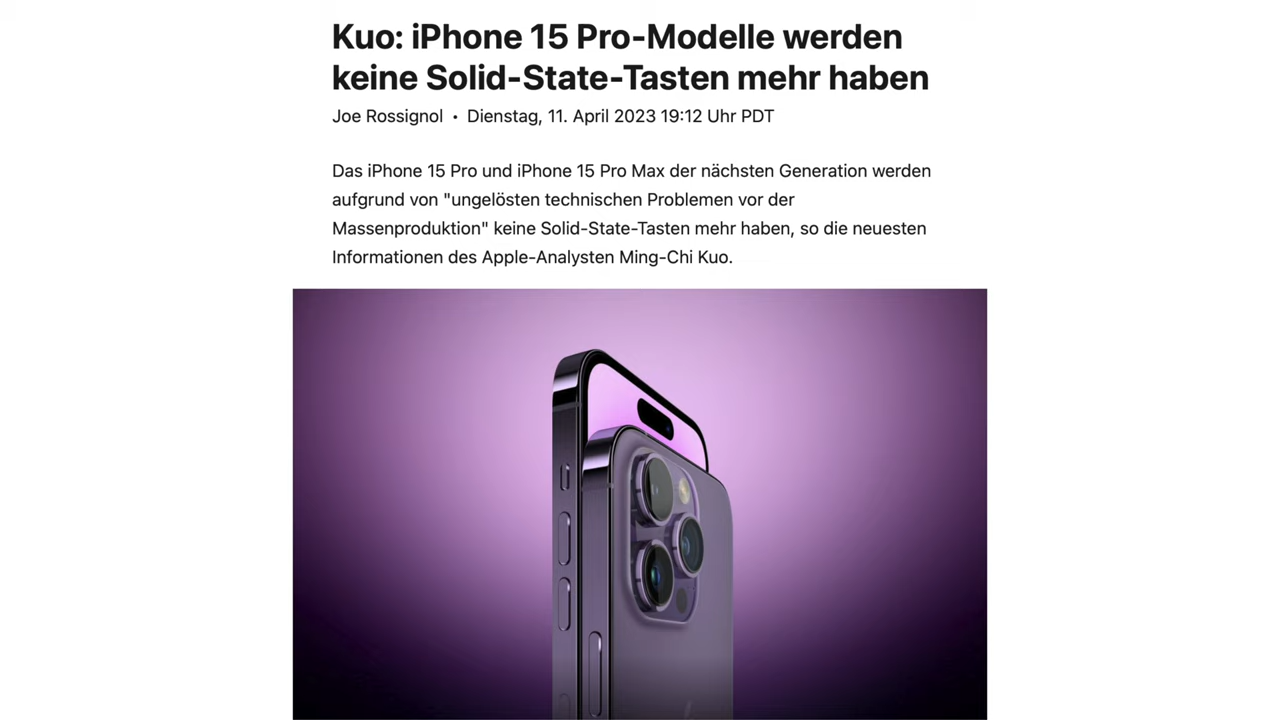 Kuo: iPhone 15 Pro-Modelle werden
keine Solid-State-Tasten mehr haben
Joe Rossignol • Dienstag, 11. April 2023 19:12 Uhr PDT
Das iPhone 15 Pro und iPhone 15 Pro Max der nächsten Generation werden
aufgrund von "ungelösten technischen Problemen vor der
Massenproduktion" keine Solid-State-Tasten mehr haben, so die neuesten
Informationen des Apple-Analysten Ming-Chi Kuo.